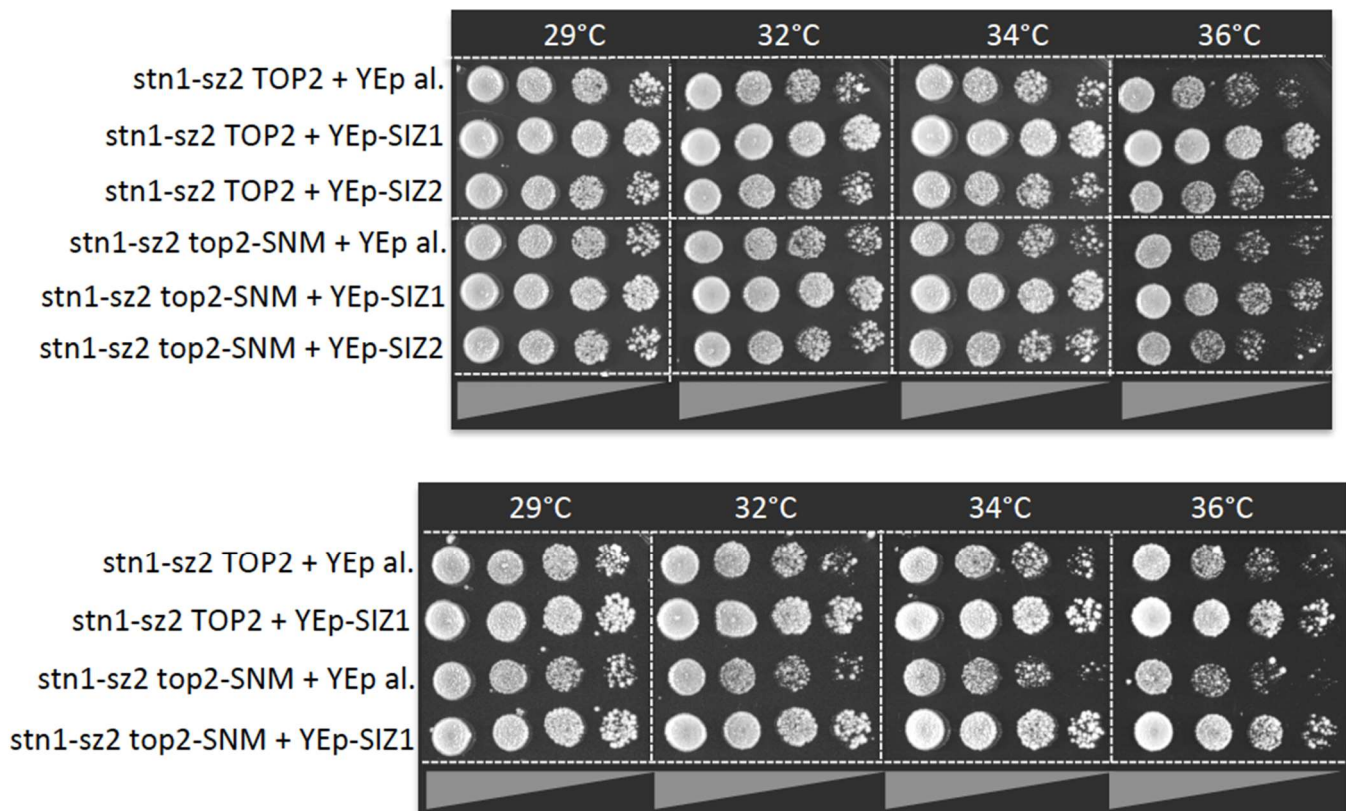 29°C 32°C 34°C 36°C
stn1-sz2 TOP2 + YEp al.
stn1-sz2 TOP2 + YEp-SIZ1
stn1-sz2 TOP2 + YEp-SIZ2
stn1-sz2 top2-SNM + YEp al.
stn1-sz2 top2-SNM + YEp-SIZ1
stn1-sz2 top2-SNM + YEp-SIZ2
29°C 32°C 34°C 36°C
stn1-sz2 TOP2 + YEp al.
stn1-sz2 TOP2 + YEp-SIZ1
stn1-sz2 top2-SNM + YEp al.
stn1-sz2 top2-SNM + YEp-SIZ1